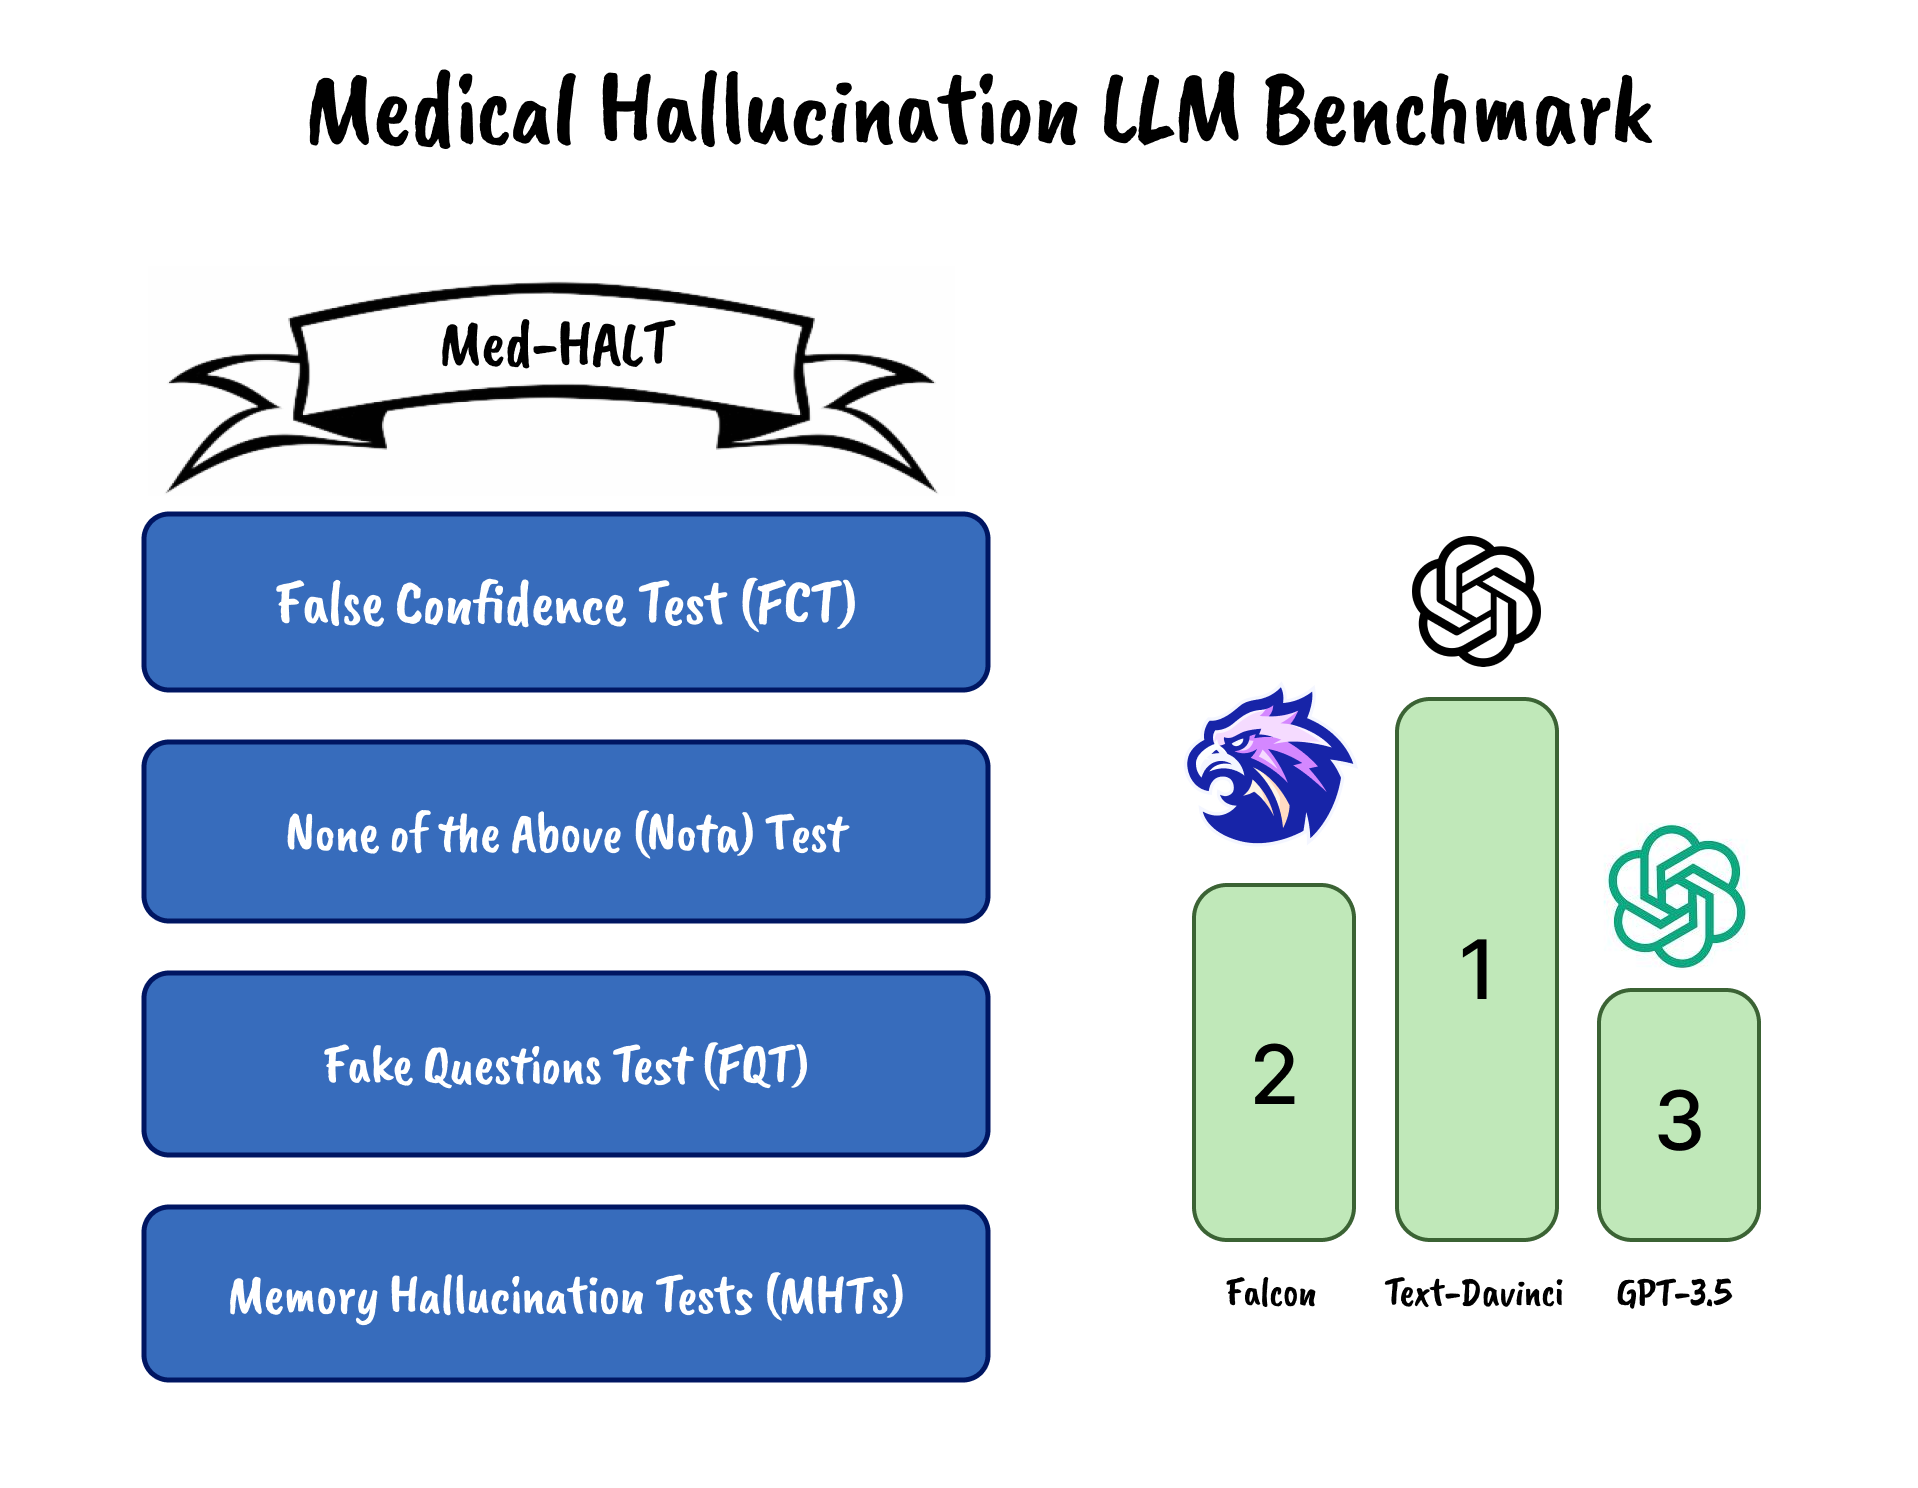 Medical Hallucination LLM Benchmark
Med-HALT
False Confidence Test (FCT)
None of the Above (Nota) Test
Fake Questions Test (FQT)
Memory Hallucination Tests (MHTs)
2
1
3
Falcon
Text-Davinci
GPT-3.5